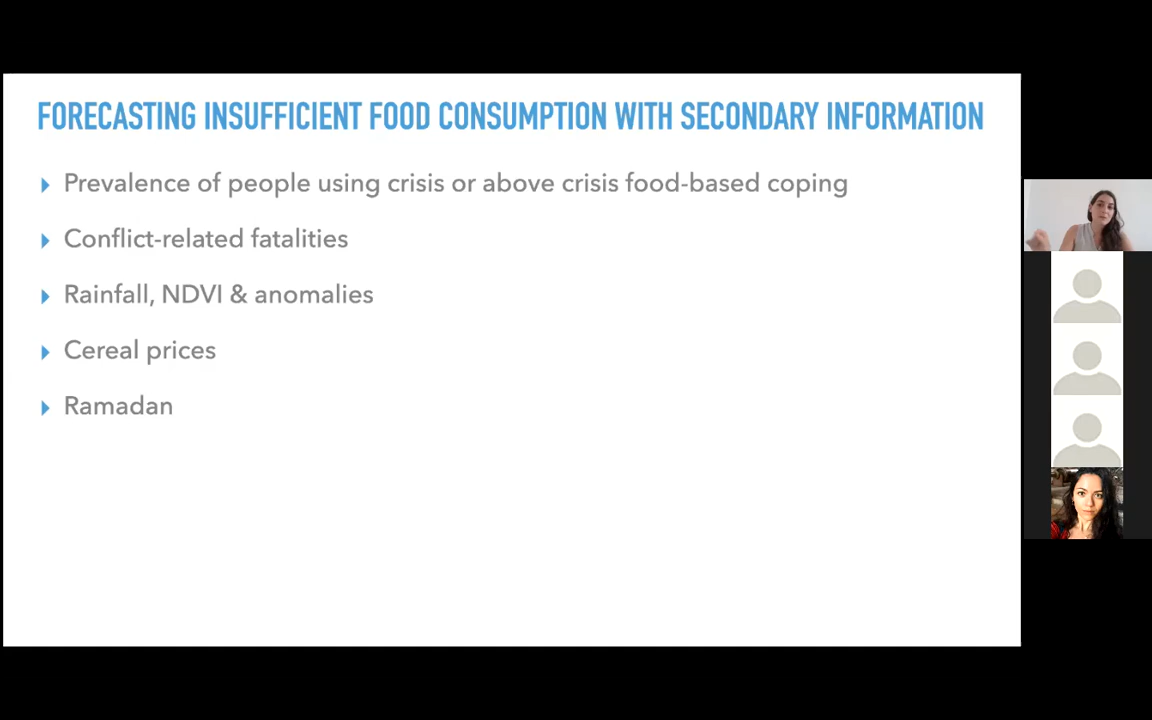 FORECASTING INSUFFICIENT FOOD CONSUMPTION WITH SECONDARY INFORMATION
Prevalence of people using crisis or above crisis food-based coping
Conflict-related fatalities
Rainfall, NDVI & anomalies
Cereal prices
Ramadan